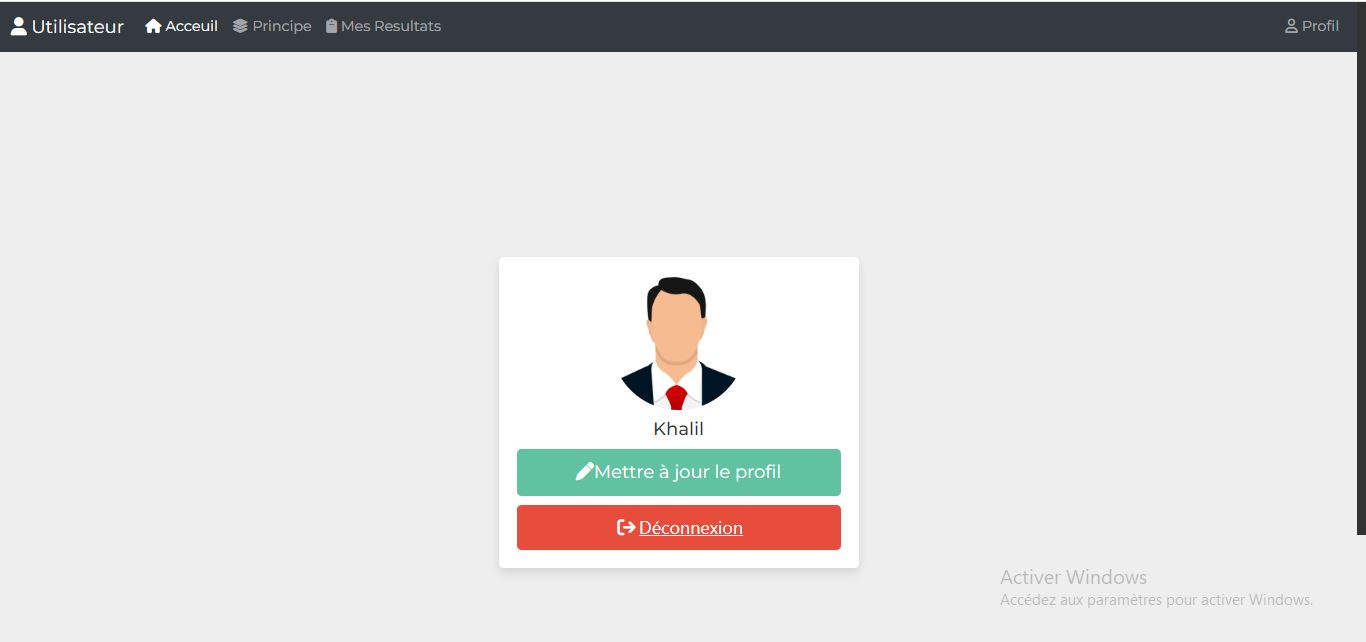 Utilisateur Acceuil Principe Mes Resultats Profil
Khalil
Mettre à jour le profil
Déconnexion
Activer Windows
Accédez aux paramètres pour activer Windows.